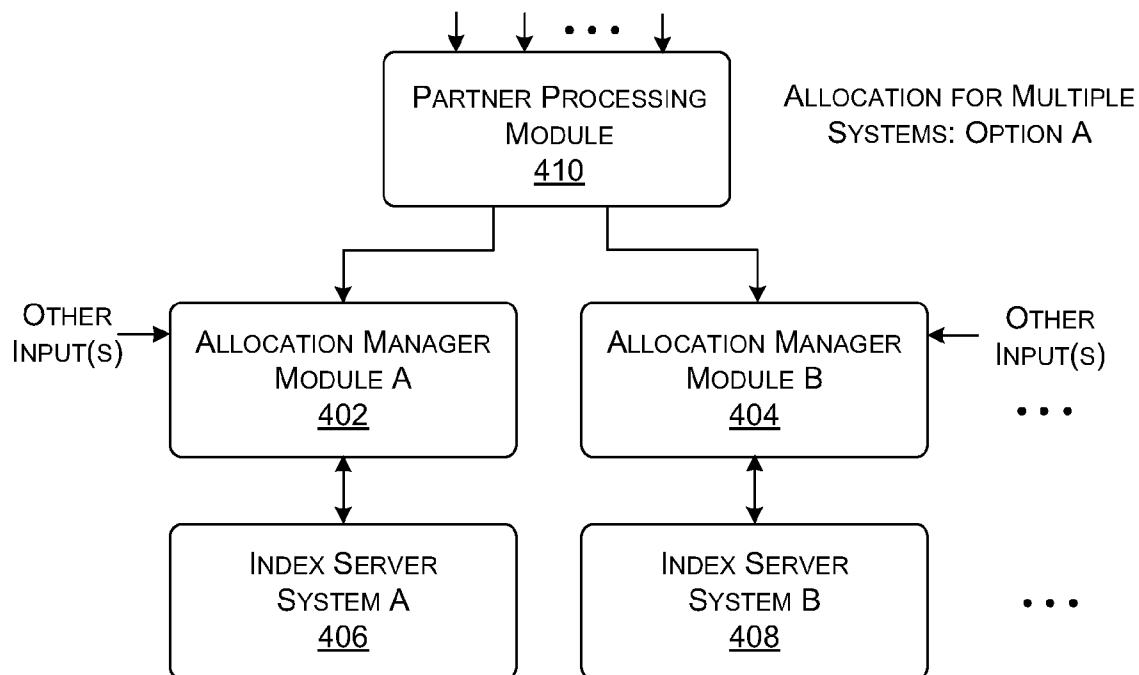 • • •
PARTNER PROCESSING
MODULE
410
ALLOCATION FOR MULTIPLE
SYSTEMS: OPTION A
OTHER
INPUT(S)
ALLOCATION MANAGER
MODULE A
402
ALLOCATION MANAGER
MODULE B
404
OTHER
INPUT(S)
• • •
INDEX SERVER
SYSTEM A
406
INDEX SERVER
SYSTEM B
408
• • •